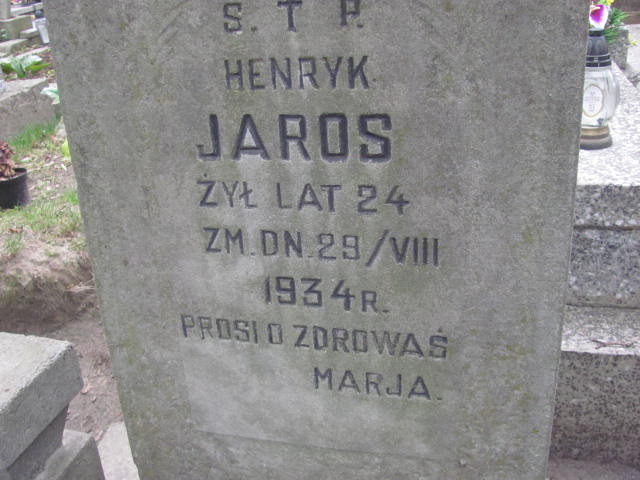 Ś. T P.
HENRYK
JAROS
ŻYŁ LAT 24
ZM. DN. 29/VIII
1934 R.
PROSI O ZDROWAŚ
MARJA.